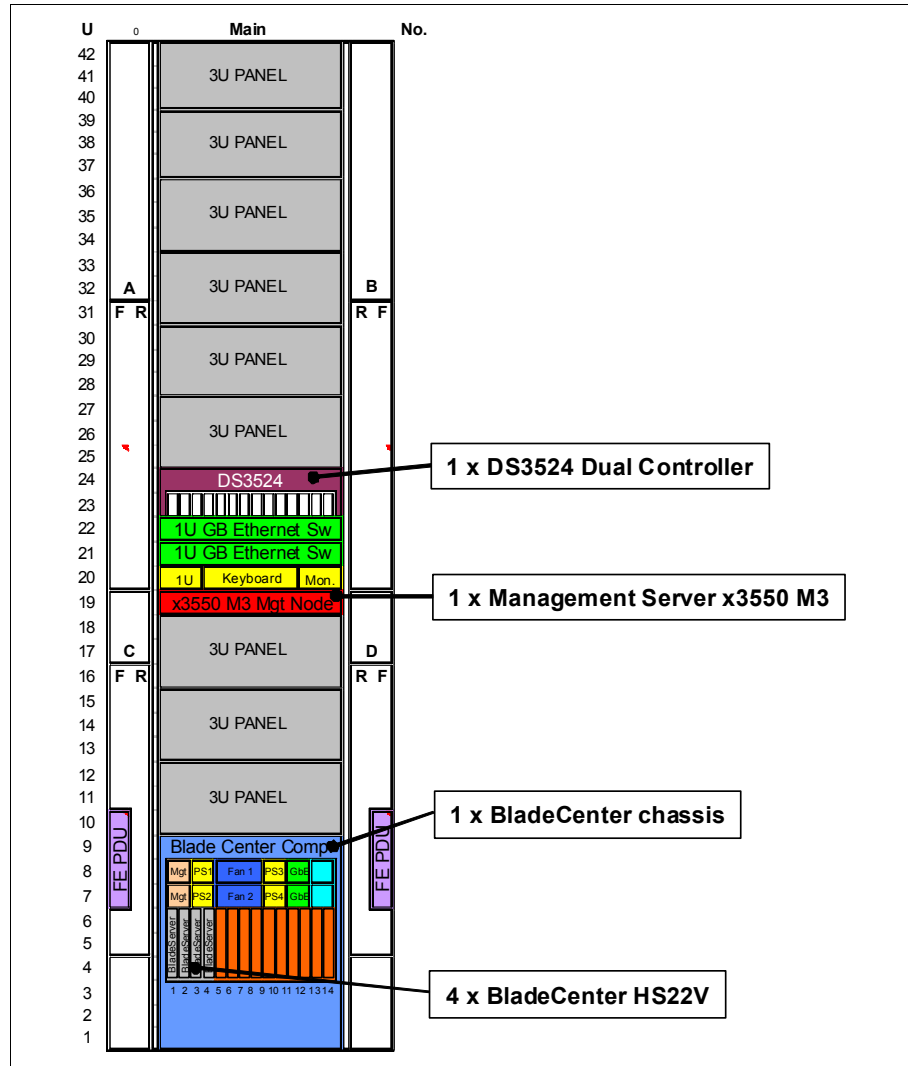 U 0 Main No.
42
41 3U PANEL
40
39
38 3U PANEL
37
36
35 3U PANEL
34
33
32 A 3U PANEL B
31 F R R F
30
29 3U PANEL
28
27
26 3U PANEL
25
24 DS3524
1 x DS3524 Dual Controller
23
22 1U GB Ethernet Sw
21 1U GB Ethernet Sw
20 1U Keyboard Mon.
19 x3550 M3 Mgt Node
1 x Management Server x3550 M3
18
17 C 3U PANEL D
16 F R R F
15
14 3U PANEL
13
12
11 3U PANEL
10
1 x BladeCenter chassis
9 Blade Center Comp
FE PDU
FE PDU
8 Mgt PS1 Fan 1 PS3 GbE
7 Mgt PS2 Fan 2 PS4 GbE
6
5
BladeServer
BladeServer
BladeServer
BladeServer
4
3 1 2 3 4 5 6 7 8 9 10 11 12 13 14
4 x BladeCenter HS22V
2
1